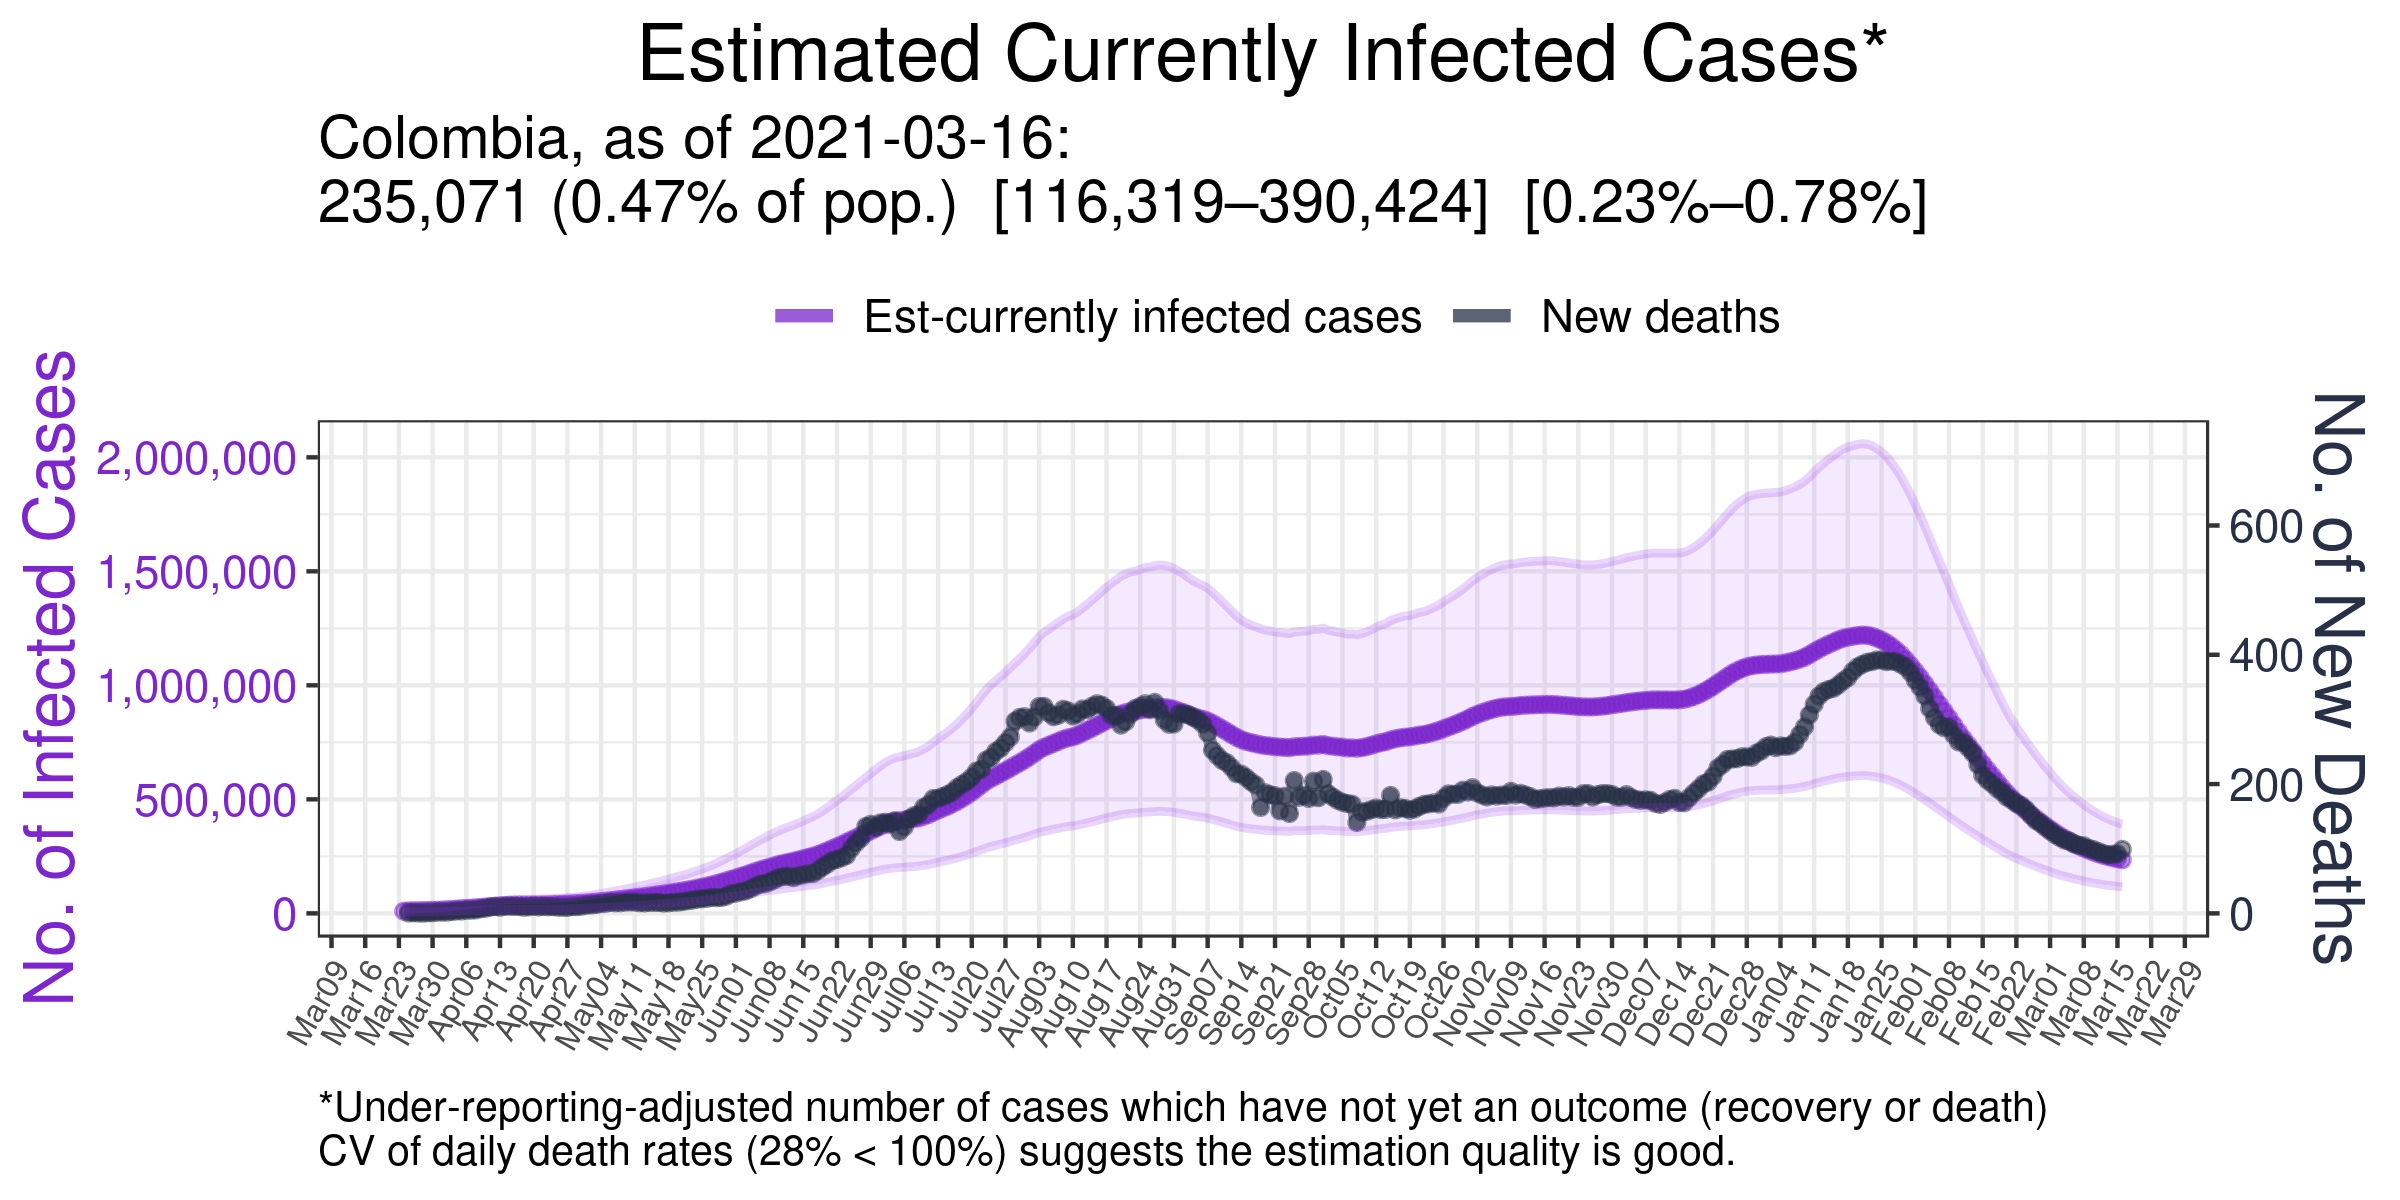 Estimated Currently Infected Cases*
Colombia, as of 2021-03-16:
235,071 (0.47% of pop.) [116,319–390,424] [0.23%–0.78%]
Est-currently infected cases
New deaths
No. of Infected Cases
2,000,000
1,500,000
1,000,000
500,000
0
600
400
200
0
No. of New Deaths
Mar09
Mar16
Mar23
Mar30
Apr06
Apr13
Apr20
Apr27
May04
May11
May18
May25
Jun01
Jun08
Jun15
Jun22
Jun29
Jul06
Jul13
Jul20
Jul27
Aug03
Aug10
Aug17
Aug24
Aug31
Sep07
Sep14
Sep21
Sep28
Oct05
Oct12
Oct19
Oct26
Nov02
Nov09
Nov16
Nov23
Nov30
Dec07
Dec14
Dec21
Dec28
Jan04
Jan11
Jan18
Jan25
Feb01
Feb08
Feb15
Feb22
Mar01
Mar08
Mar15
Mar22
Mar29
*Under-reporting-adjusted number of cases which have not yet an outcome (recovery or death)
CV of daily death rates (28% < 100%) suggests the estimation quality is good.